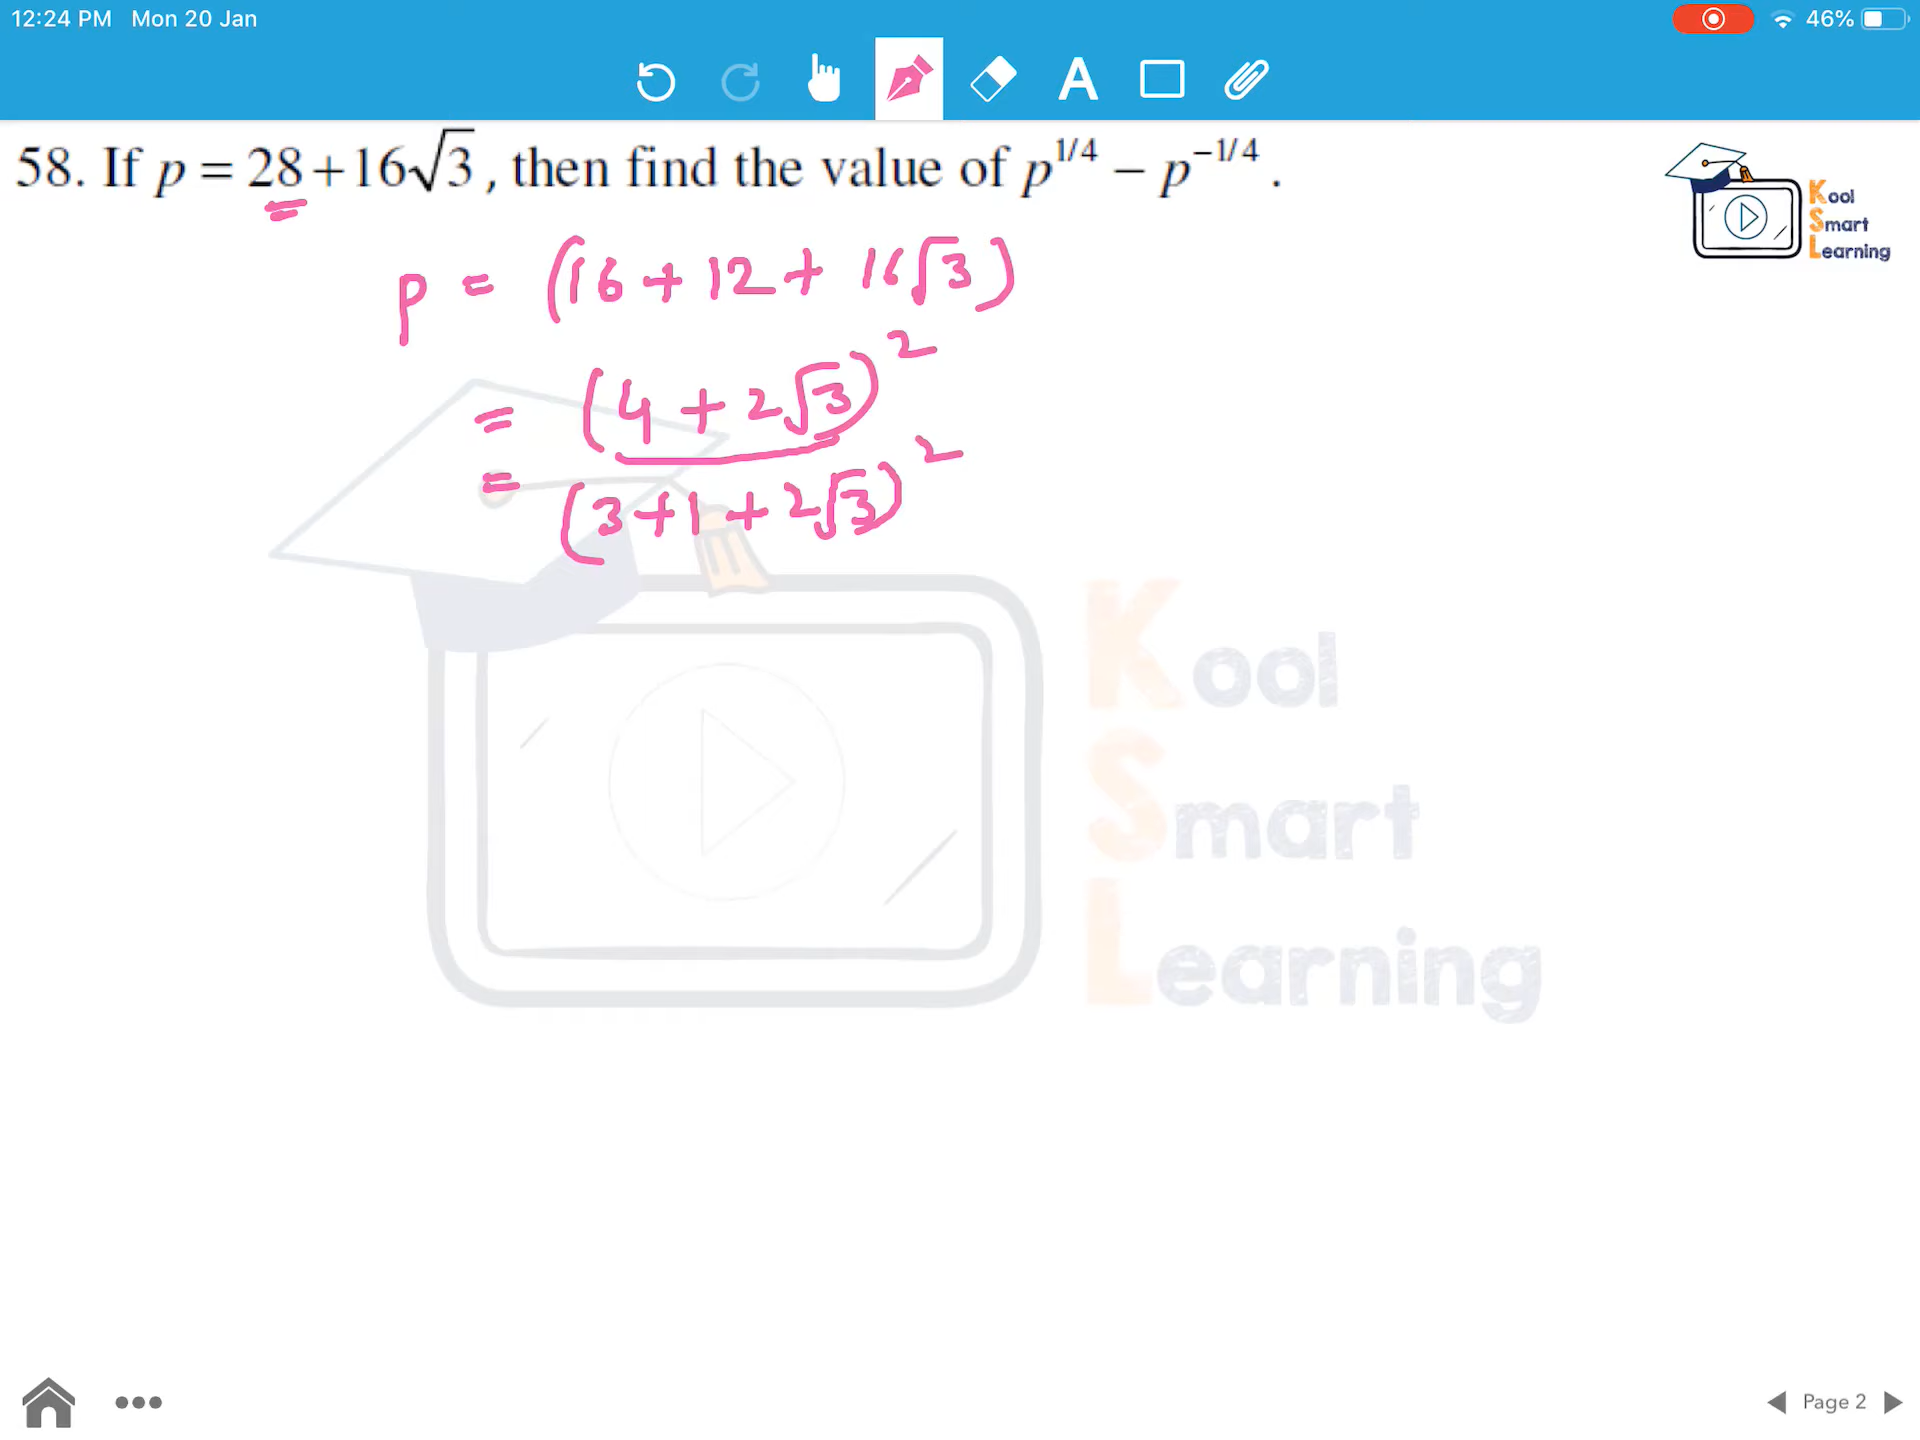 12:24 PM Mon 20 Jan
46%
A
58. If p = 28+16√3, then find the value of p^1/4 − p^−1/4.
Kool
Smart
Learning
p = (16 + 12 + 16√3)
= (4 + 2√3)^2
= (3+1+2√3)^2
Kool
Smart
Learning
Page 2